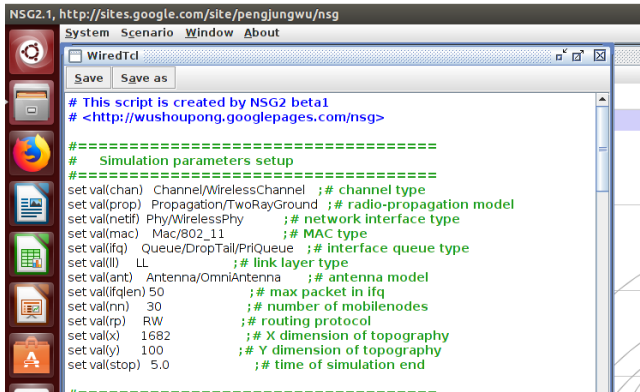 NSG2.1, http://sites.google.com/site/pengjungwu/nsg
System Scenario Window About
WiredTcl
Save Save as
# This script is created by NSG2 beta1
# <http://wushoupong.googlepages.com/nsg>
#===================================
#     Simulation parameters setup
#===================================
set val(chan)   Channel/WirelessChannel    ;# channel type
set val(prop)   Propagation/TwoRayGround   ;# radio-propagation model
set val(netif)  Phy/WirelessPhy            ;# network interface type
set val(mac)    Mac/802_11                 ;# MAC type
set val(ifq)    Queue/DropTail/PriQueue    ;# interface queue type
set val(ll)     LL                         ;# link layer type
set val(ant)    Antenna/OmniAntenna        ;# antenna model
set val(ifqlen) 50                         ;# max packet in ifq
set val(nn)     30                         ;# number of mobilenodes
set val(rp)     RW                         ;# routing protocol
set val(x)      1682                       ;# X dimension of topography
set val(y)      100                        ;# Y dimension of topography
set val(stop)   5.0                        ;# time of simulation end
#===================================